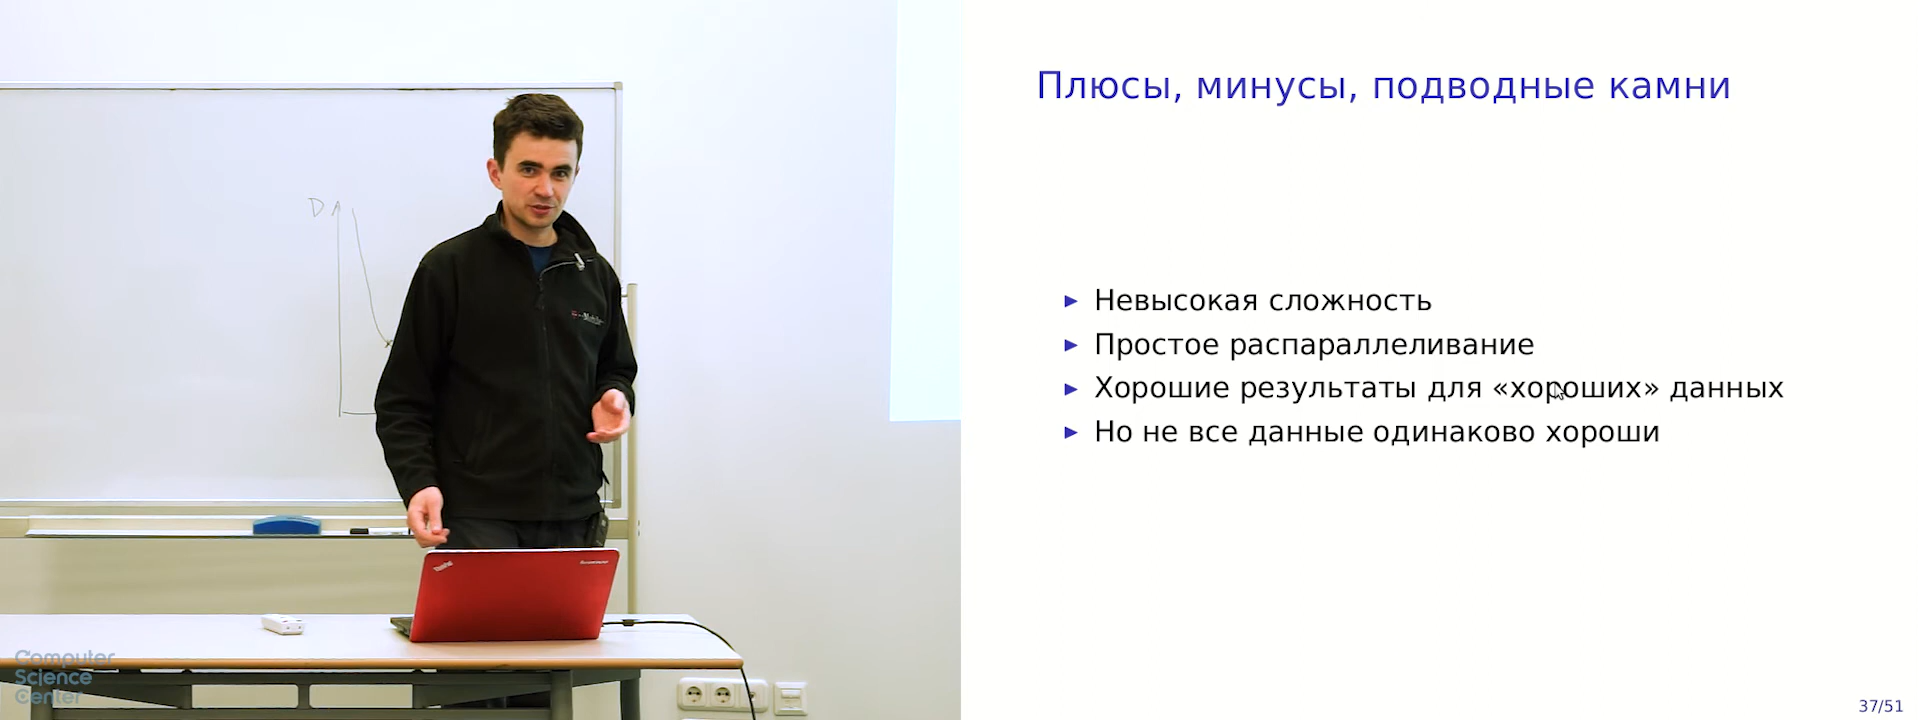 D
ThinkPad
Computer
Science
Center
Плюсы, минусы, подводные камни
Невысокая сложность
Простое распараллеливание
Хорошие результаты для «хороших» данных
Но не все данные одинаково хороши
37/51